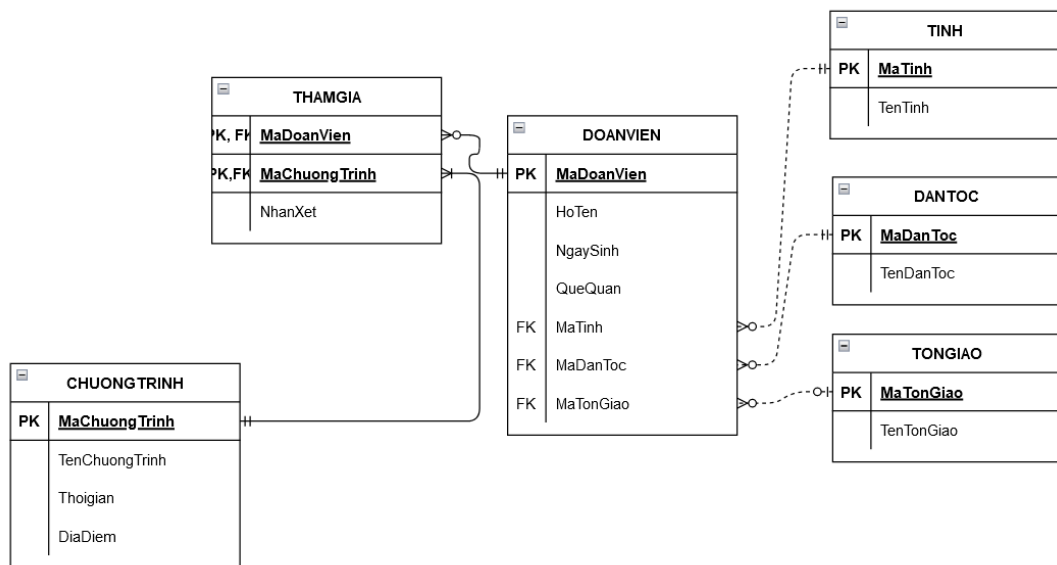 TINH
PK MaTinh
TenTinh
THAMGIA
PK, FK MaDoanVien
PK,FK MaChuongTrinh
NhanXet
DOANVIEN
PK MaDoanVien
HoTen
NgaySinh
QueQuan
FK MaTinh
FK MaDanToc
FK MaTonGiao
DANTOC
PK MaDanToc
TenDanToc
TONGIAO
PK MaTonGiao
TenTonGiao
CHUONGTRINH
PK MaChuongTrinh
TenChuongTrinh
Thoigian
DiaDiem